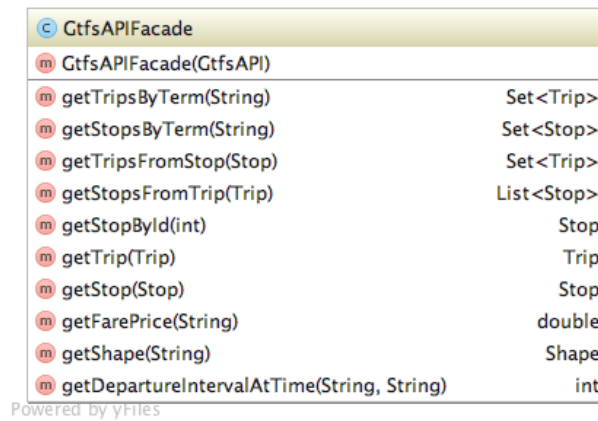 C GtfsAPIFacade
m GtfsAPIFacade(GtfsAPI)
m getTripsByTerm(String) Set<Trip>
m getStopsByTerm(String) Set<Stop>
m getTripsFromStop(Stop) Set<Trip>
m getStopsFromTrip(Trip) List<Stop>
m getStopById(int) Stop
m getTrip(Trip) Trip
m getStop(Stop) Stop
m getFarePrice(String) double
m getShape(String) Shape
m getDepartureIntervalAtTime(String, String) int
Powered by yFiles